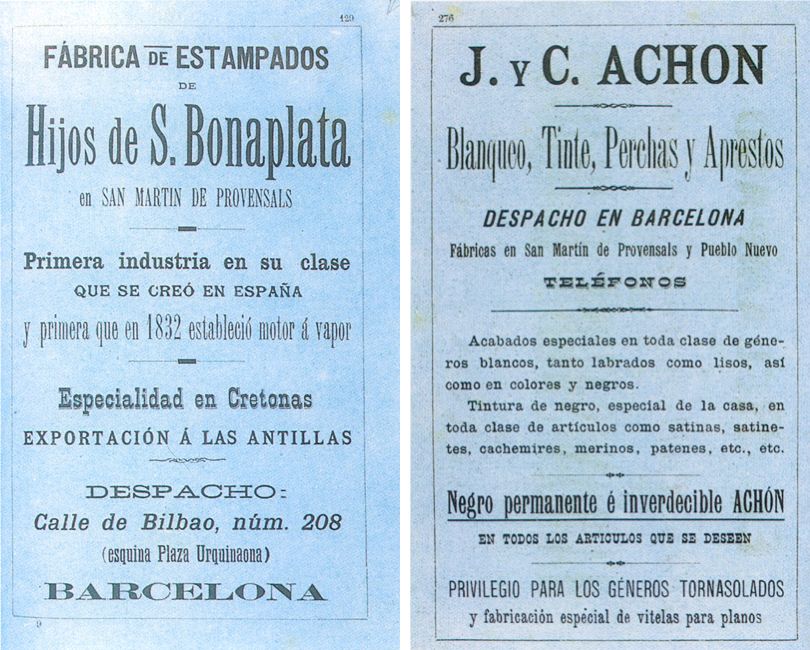 129
FÁBRICA DE ESTAMPADOS
DE
Hijos de S. Bonaplata
en SAN MARTIN DE PROVENSALS
Primera industria en su clase
QUE SE CREÓ EN ESPAÑA
y primera que en 1832 estableció motor á vapor
Especialidad en Cretonas
EXPORTACIÓN Á LAS ANTILLAS
DESPACHO:
Calle de Bilbao, núm. 208
(esquina Plaza Urquinaona)
BARCELONA
9
276
J. Y C. ACHON
Blanqueo, Tinte, Perchas y Aprestos
DESPACHO EN BARCELONA
Fábricas en San Martín de Provensals y Pueblo Nuevo
TELÉFONOS
Acabados especiales en toda clase de géne-
ros blancos, tanto labrados como lisos, así
como en colores y negros.
Tintura de negro, especial de la casa, en
toda clase de artículos como satinas, satine-
tes, cachemires, merinos, patenes, etc., etc.
Negro permanente é inverdecible ACHÓN
EN TODOS LOS ARTICULOS QUE SE DESEEN
PRIVILEGIO PARA LOS GÉNEROS TORNASOLADOS
y fabricación especial de vitelas para planos